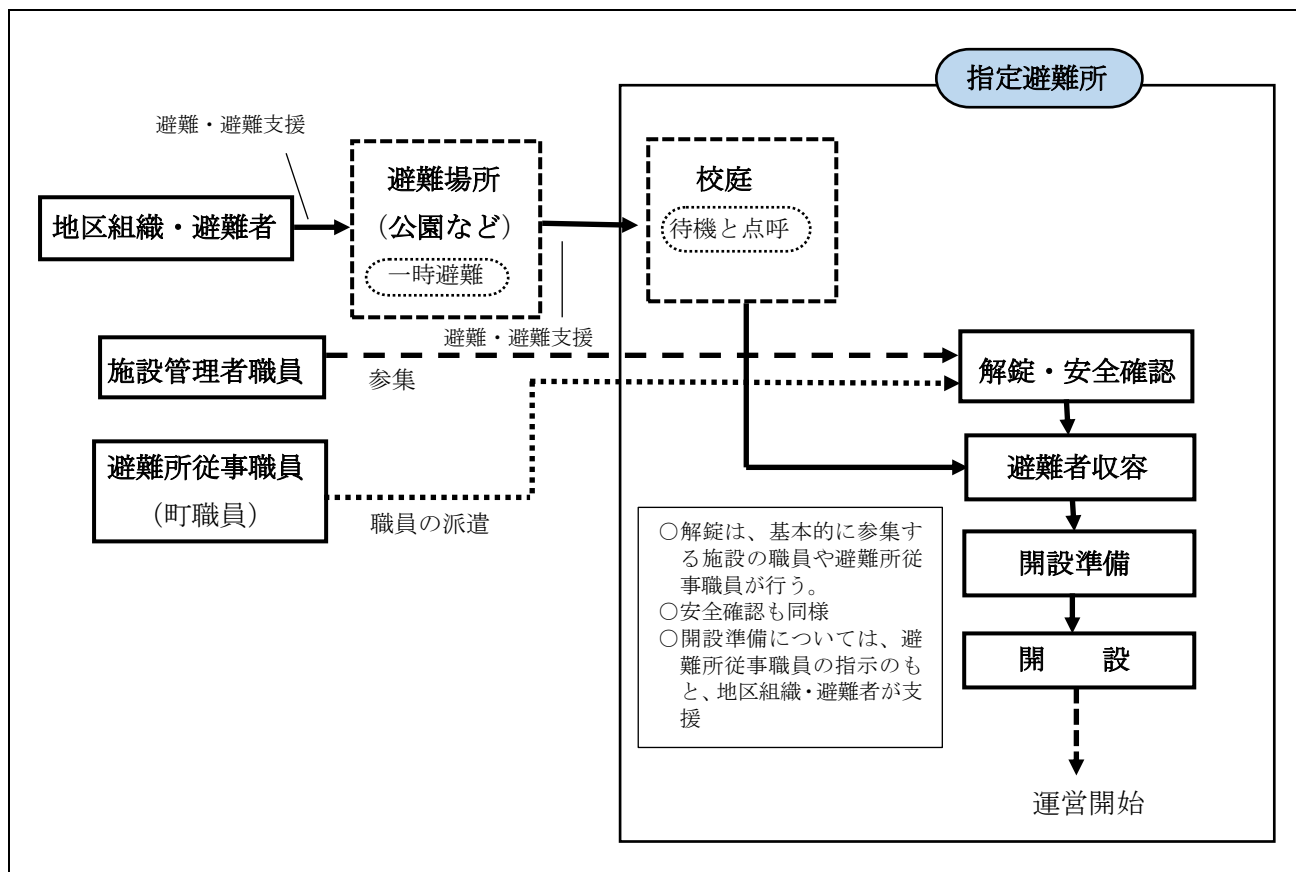 指定避難所
避難・避難支援
地区組織・避難者
避難場所
（公園など）
一時避難
避難・避難支援
校庭
待機と点呼
施設管理者職員
参集
避難所従事職員
（町職員）
職員の派遣
解錠・安全確認
避難者収容
開設準備
開　設
運営開始
○解錠は、基本的に参集す
る施設の職員や避難所従
事職員が行う。
○安全確認も同様
○開設準備については、避
難所従事職員の指示のも
と、地区組織・避難者が支
援